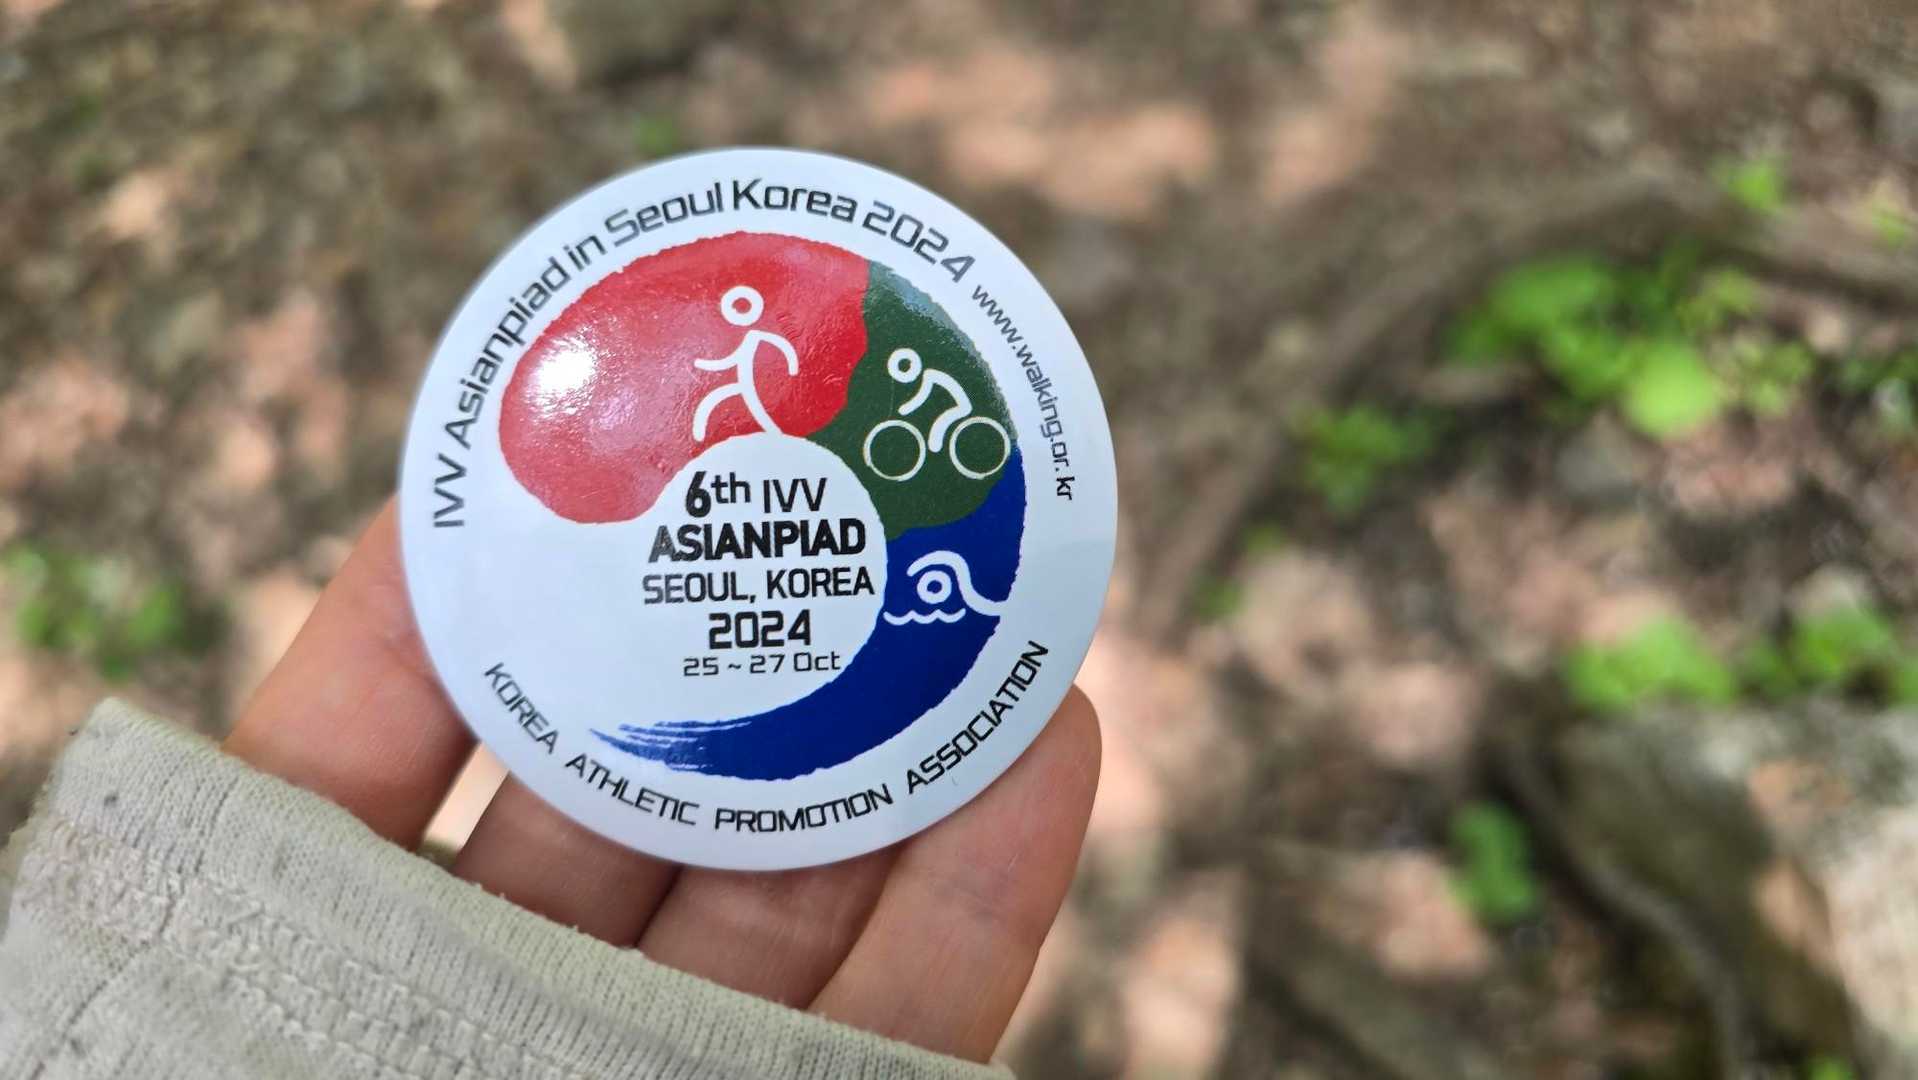 IVV Asianpiad in Seoul Korea 2024 www.walking.or.kr
6th IVV
ASIANPIAD
SEOUL, KOREA
2024
25 ~ 27 Oct
KOREA ATHLETIC PROMOTION ASSOCIATION